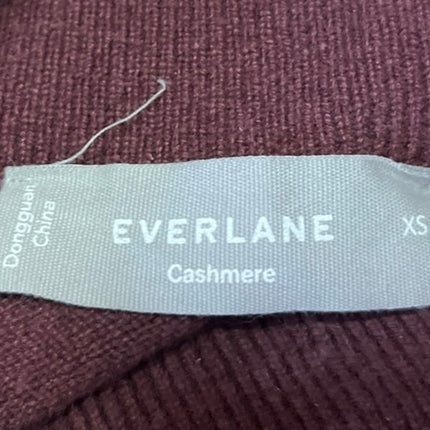 Dongguan
China
EVERLANE
Cashmere
XS